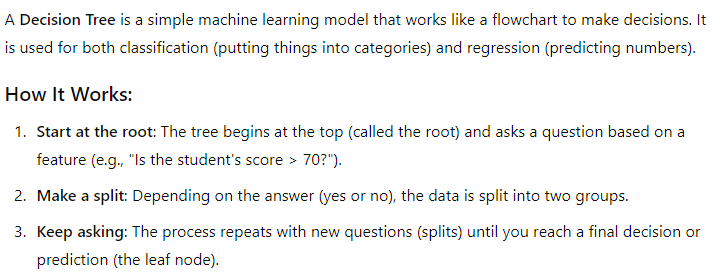 A Decision Tree is a simple machine learning model that works like a flowchart to make decisions. It
is used for both classification (putting things into categories) and regression (predicting numbers).
How It Works:
1. Start at the root: The tree begins at the top (called the root) and asks a question based on a
feature (e.g., "Is the student's score > 70?").
2. Make a split: Depending on the answer (yes or no), the data is split into two groups.
3. Keep asking: The process repeats with new questions (splits) until you reach a final decision or
prediction (the leaf node).